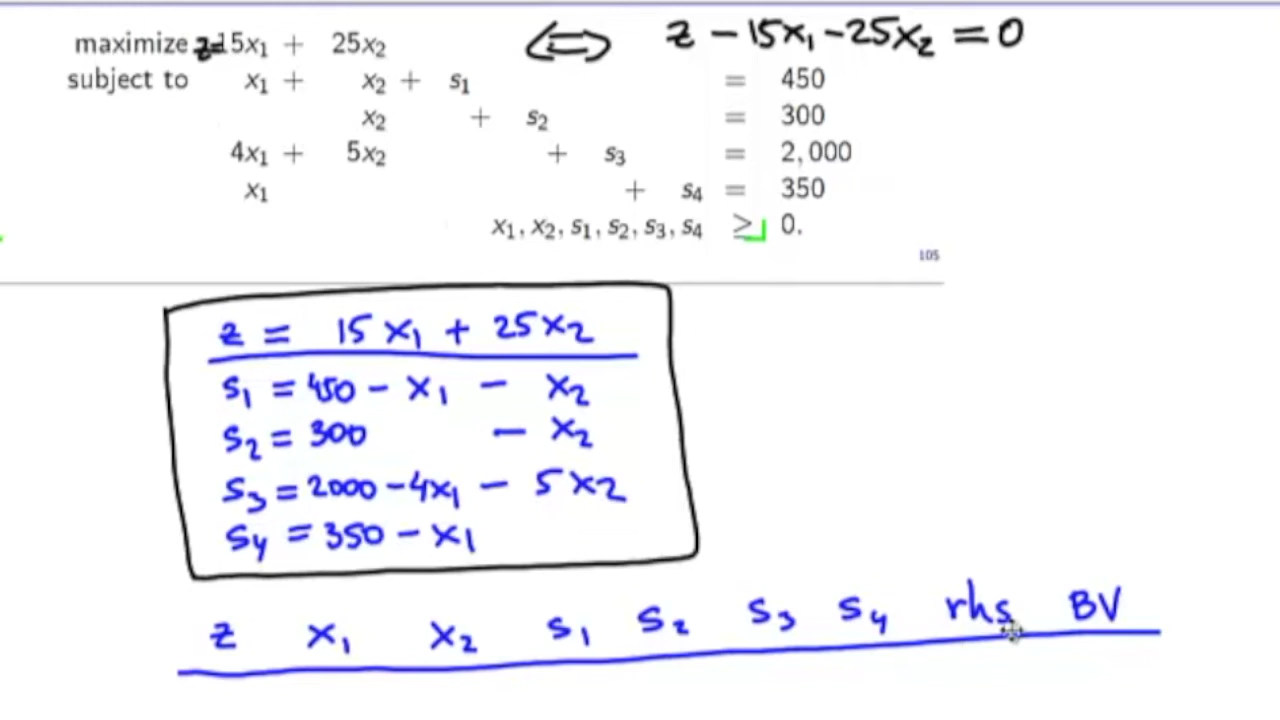 maximize z=15x₁ + 25x₂ ⟺ z − 15x₁ − 25x₂ = 0
subject to x₁ + x₂ + s₁ = 450
x₂ + s₂ = 300
4x₁ + 5x₂ + s₃ = 2,000
x₁ + s₄ = 350
x₁, x₂, s₁, s₂, s₃, s₄ ≥ 0.
105
z = 15x₁ + 25x₂
s₁ = 450 − x₁ − x₂
s₂ = 300 − x₂
s₃ = 2000 − 4x₁ − 5x₂
s₄ = 350 − x₁
z x₁ x₂ s₁ s₂ s₃ s₄ rhs BV